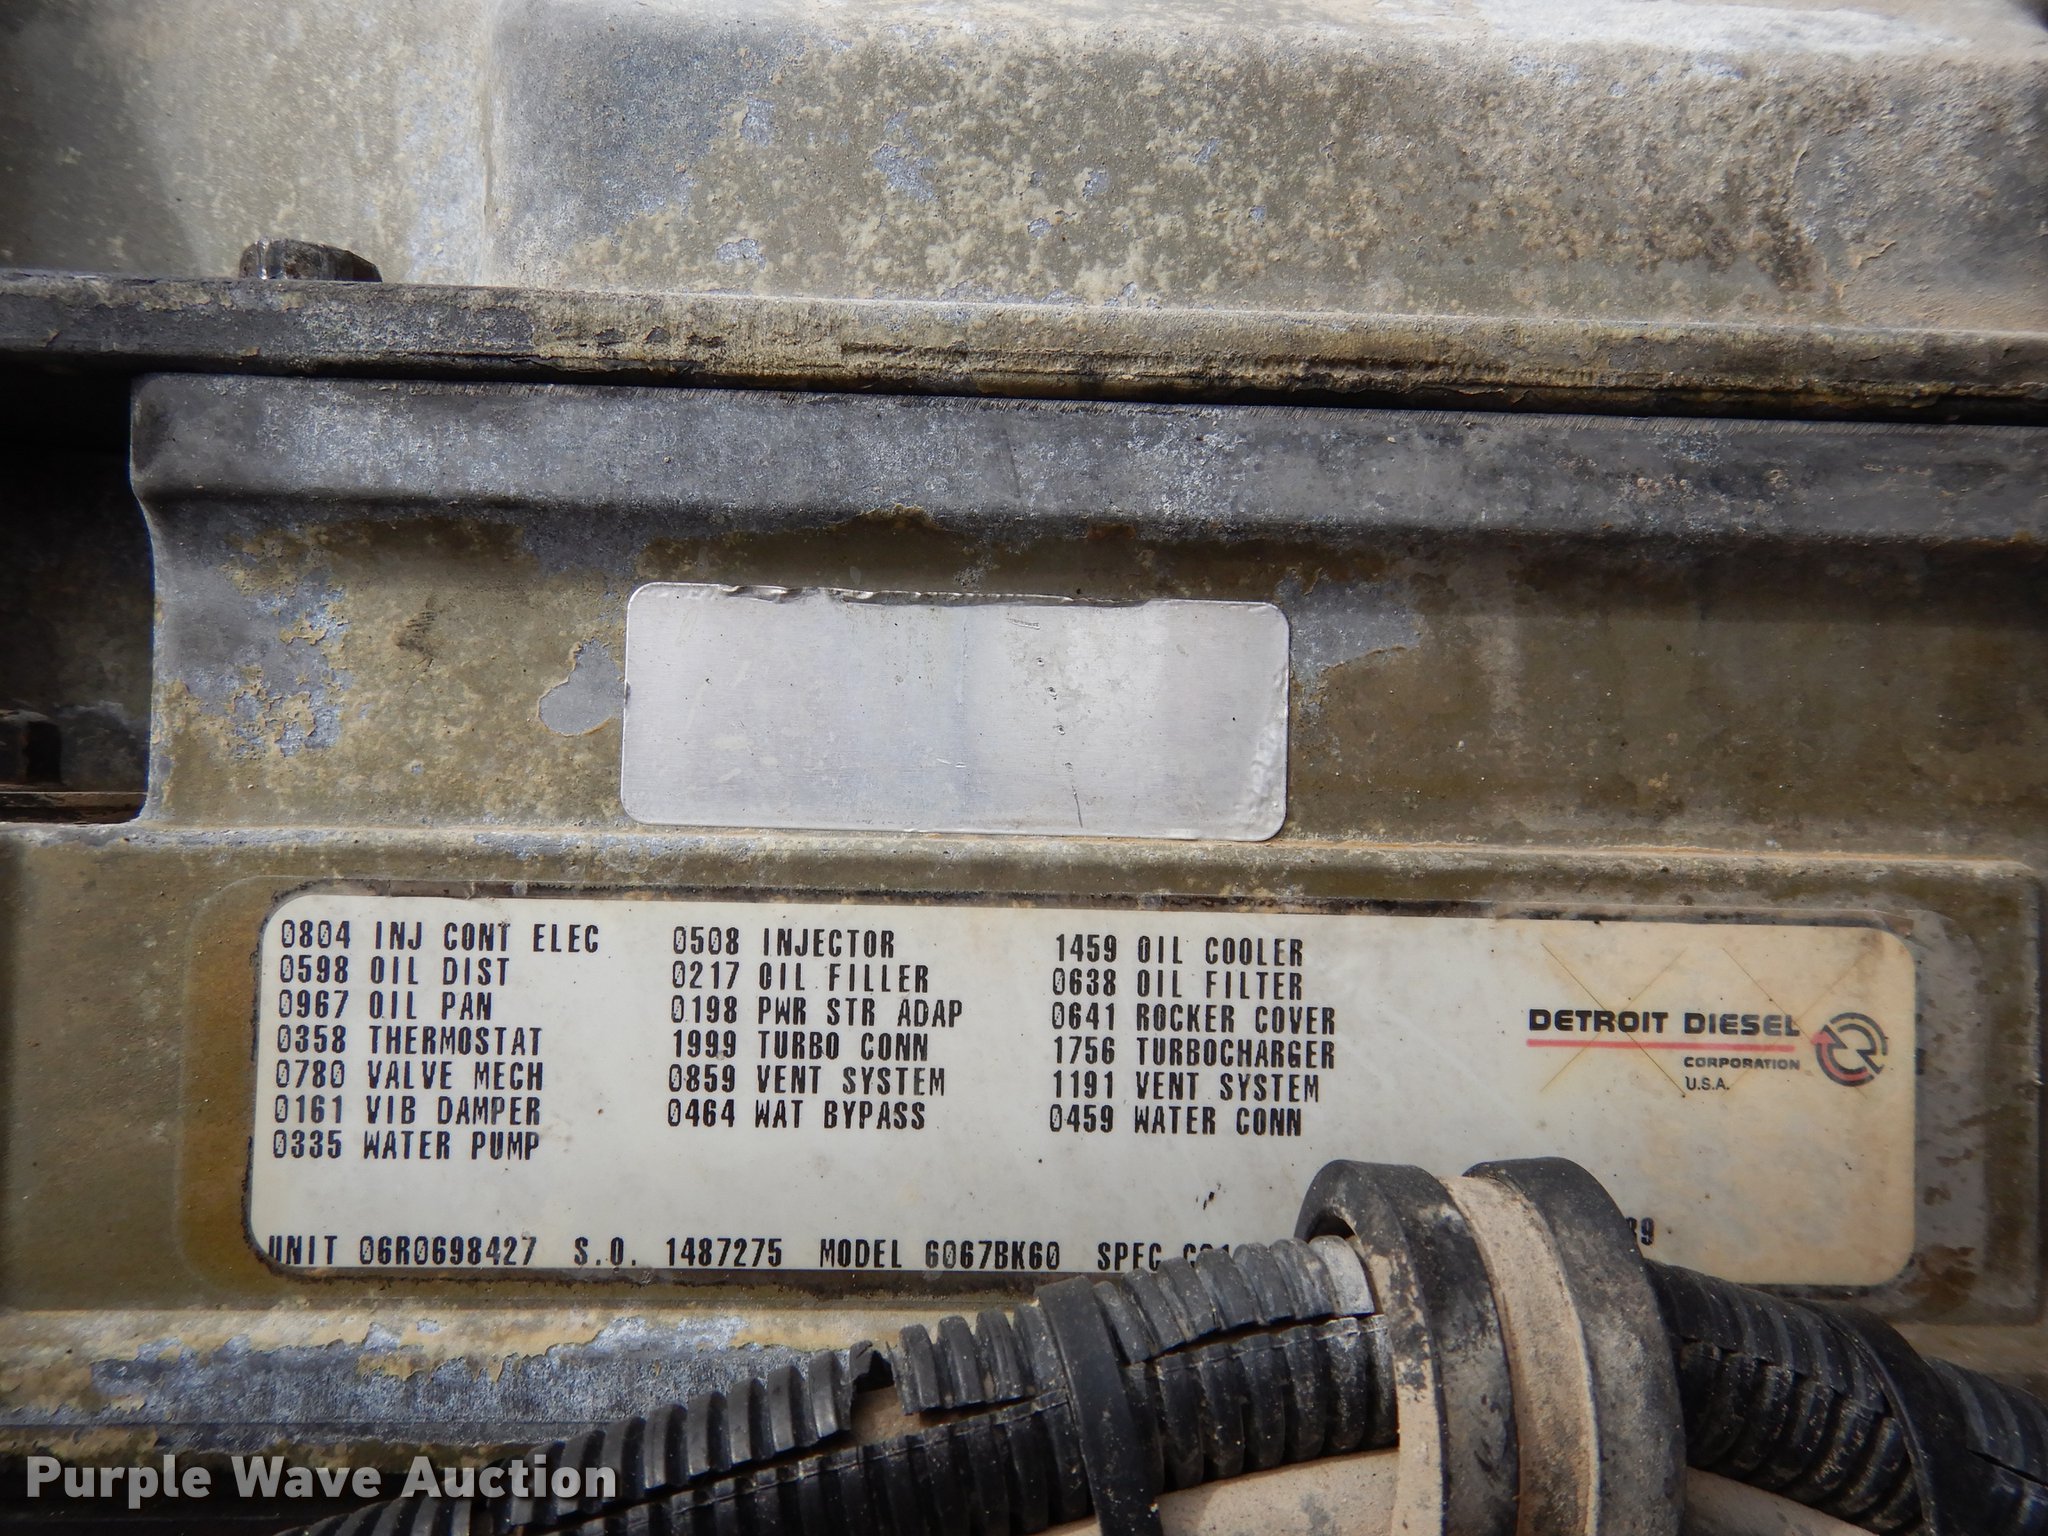 0804 INJ CONT ELEC 0508 INJECTOR 1459 OIL COOLER
0598 OIL DIST 0217 OIL FILLER 0638 OIL FILTER
0967 OIL PAN 0198 PWR STR ADAP 0641 ROCKER COVER
0358 THERMOSTAT 1999 TURBO CONN 1756 TURBOCHARGER
0780 VALVE MECH 0859 VENT SYSTEM 1191 VENT SYSTEM
0161 VIB DAMPER 0464 WAT BYPASS 0459 WATER CONN
0335 WATER PUMP
DETROIT DIESEL
CORPORATION
U.S.A.
UNIT 06R0698427 S.O. 1487275 MODEL 6067BK60 SPEC
Purple Wave Auction